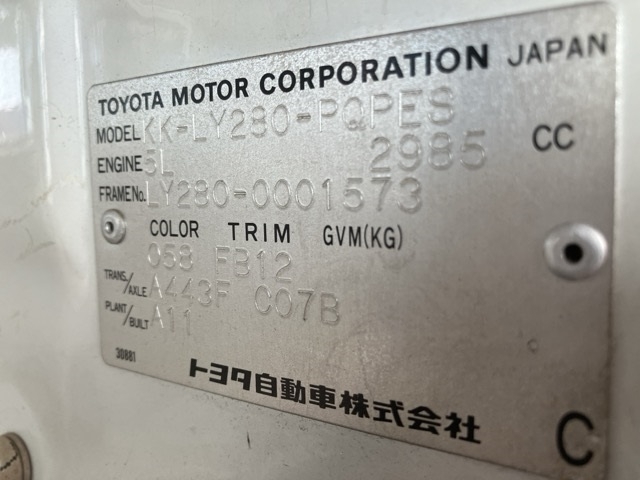 TOYOTA MOTOR CORPORATION JAPAN
MODEL KK-LY280-PQPES
ENGINE 5L 2985 CC
FRAME No. LY280-0001573
COLOR TRIM GVM(KG)
058 FB12
TRANS./AXLE A443F C07B
PLANT/BUILT A11
30881
トヨタ自動車株式会社
C